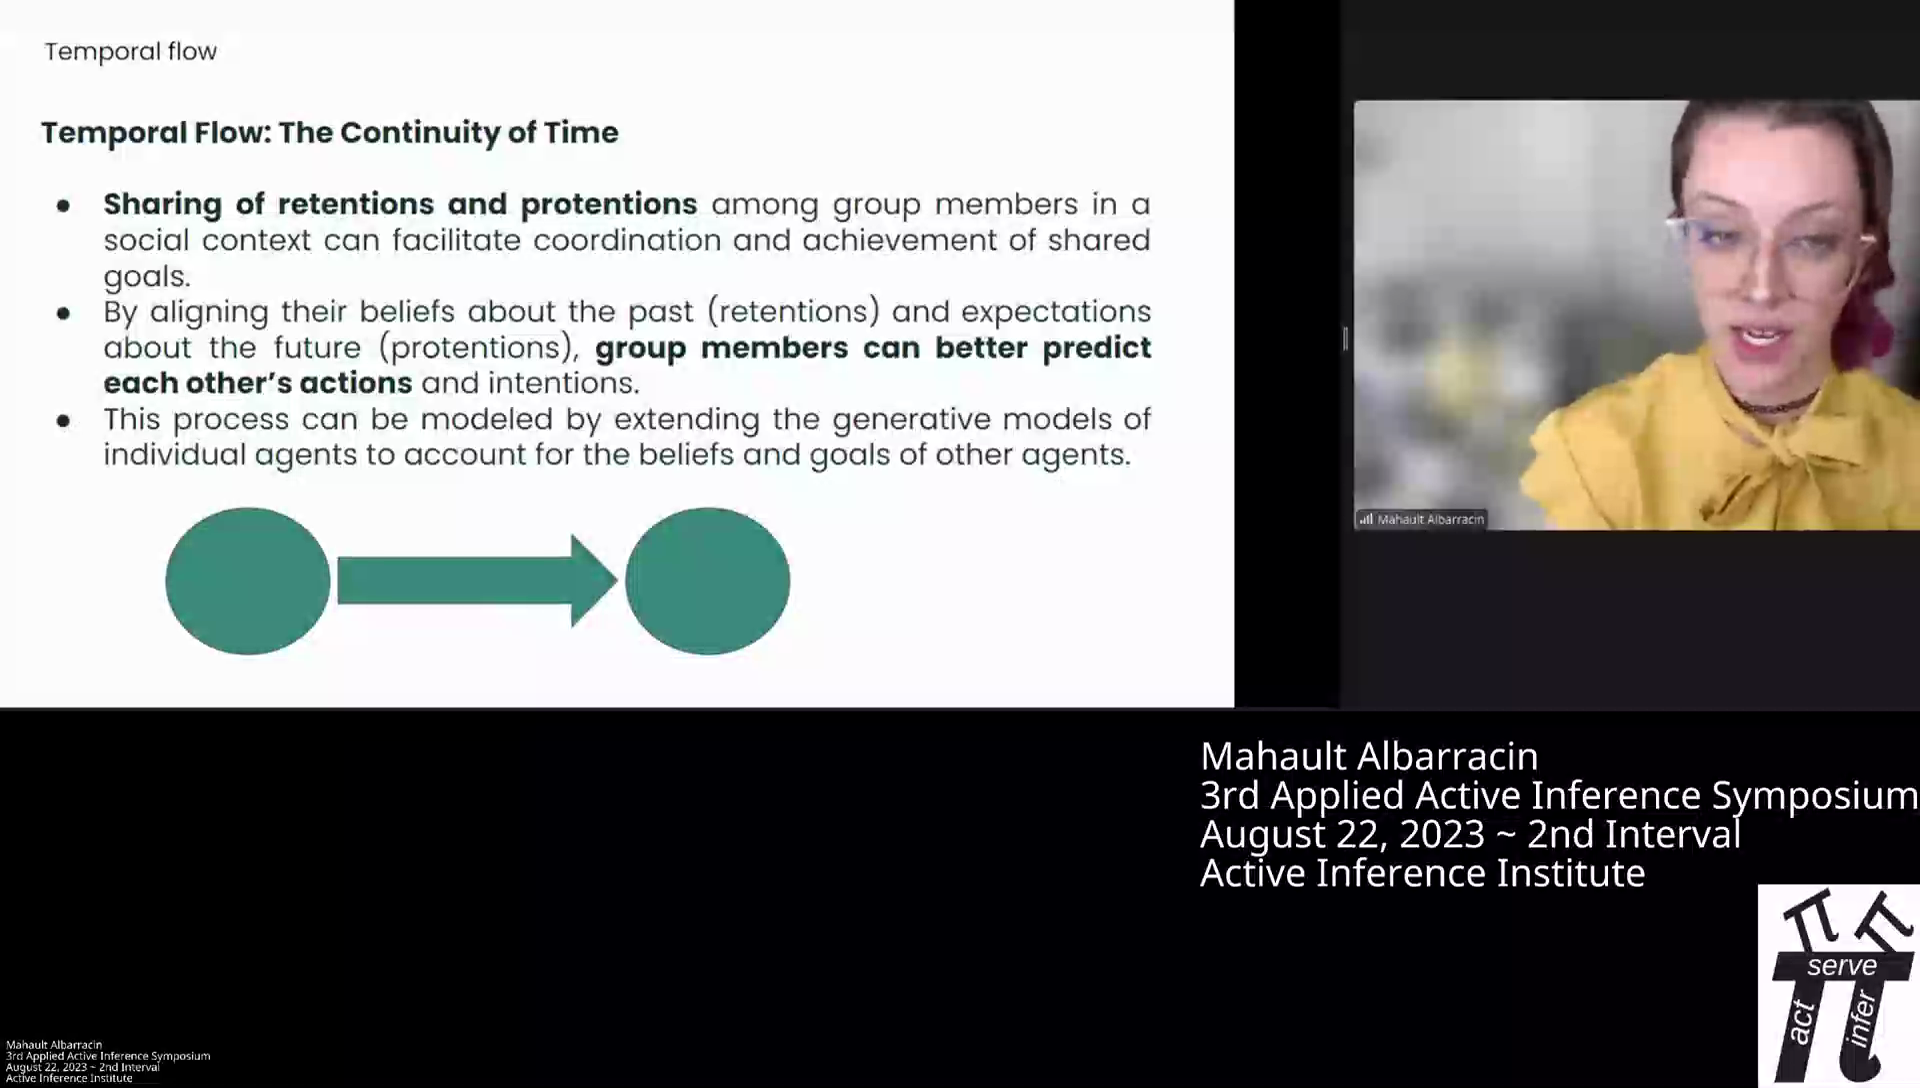 Temporal flow
Temporal Flow: The Continuity of Time
● Sharing of retentions and protentions among group members in a
social context can facilitate coordination and achievement of shared
goals.
● By aligning their beliefs about the past (retentions) and expectations
about the future (protentions), group members can better predict
each other's actions and intentions.
● This process can be modeled by extending the generative models of
individual agents to account for the beliefs and goals of other agents.
Mahault Albarracin
Mahault Albarracin
3rd Applied Active Inference Symposium
August 22, 2023 ~ 2nd Interval
Active Inference Institute
serve
act
infer
Mahault Albarracin
3rd Applied Active Inference Symposium
August 22, 2023 ~ 2nd Interval
Active Inference Institute